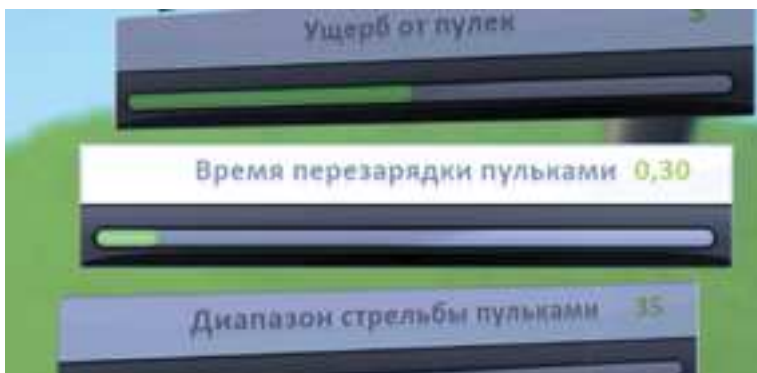 Ущерб от пулек
Время перезарядки пульками 0,30
Диапазон стрельбы пульками 35